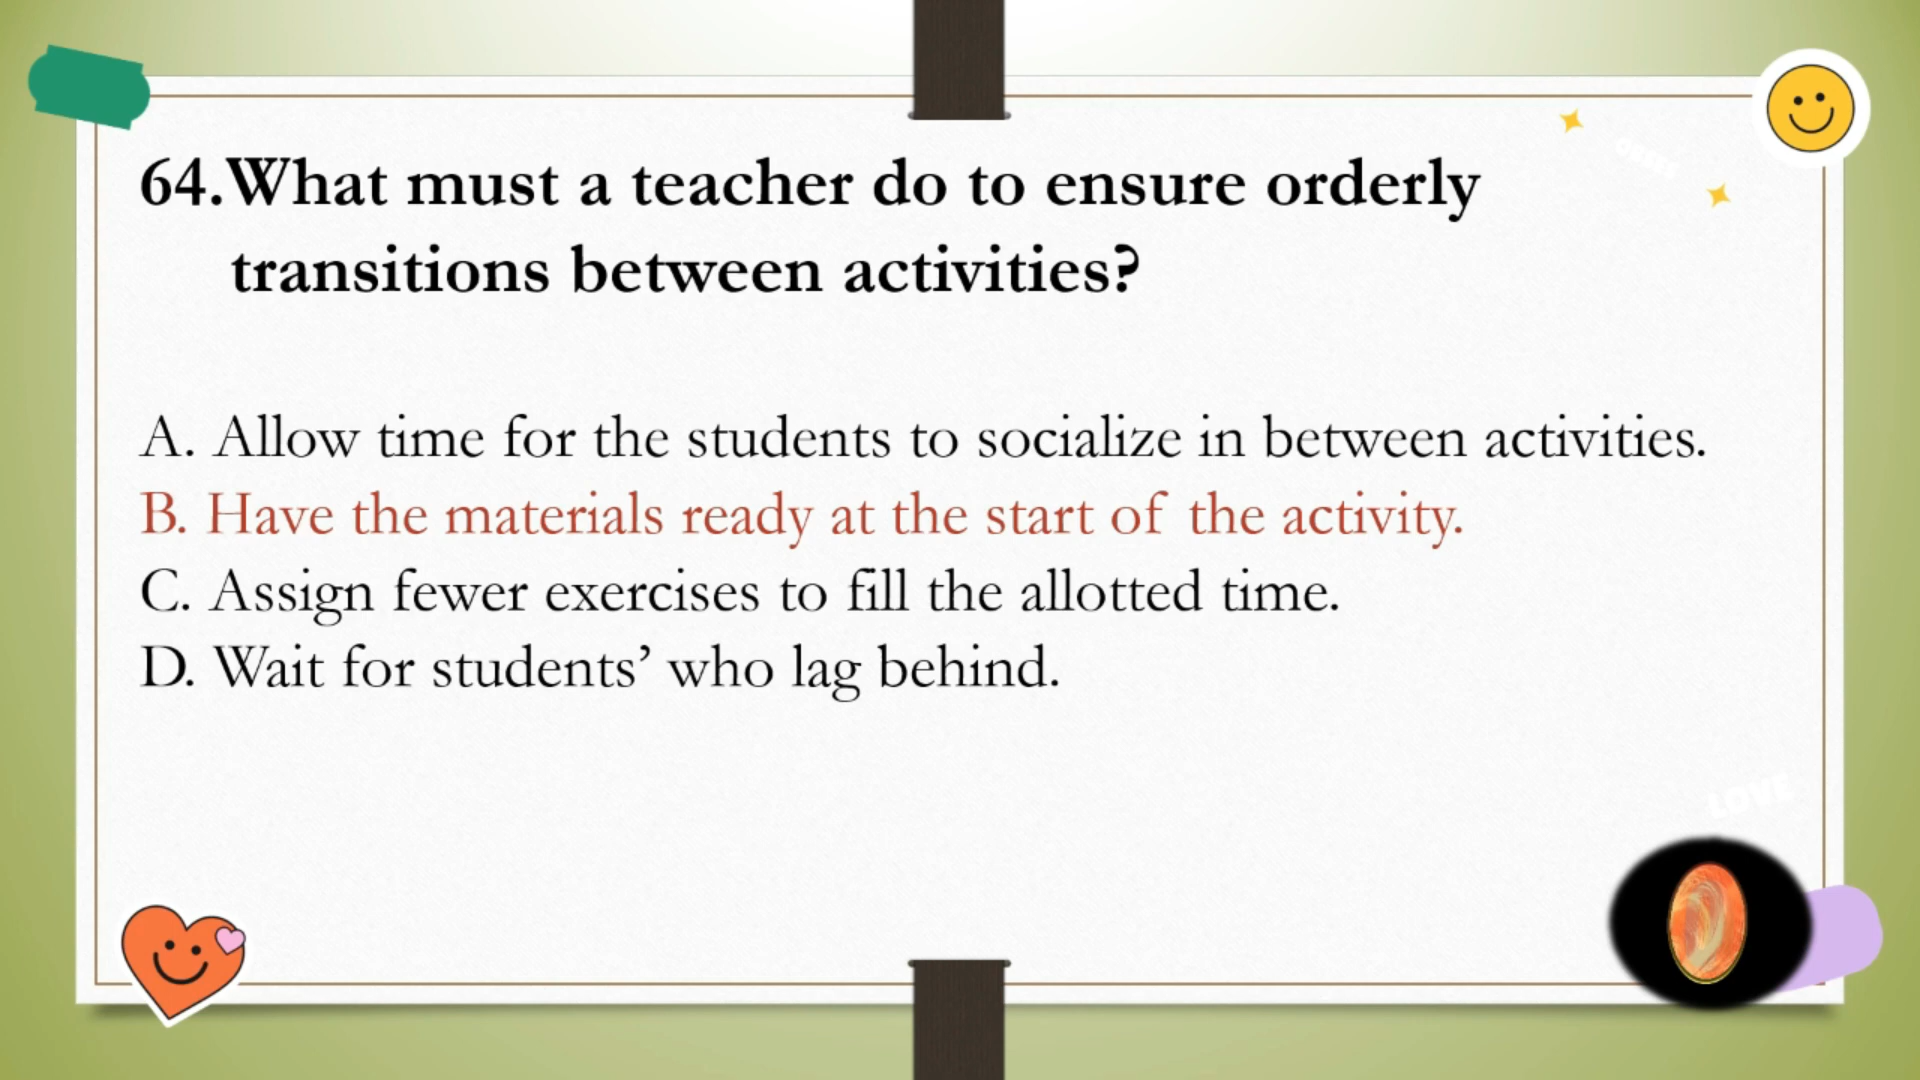 64.What must a teacher do to ensure orderly
transitions between activities?
A. Allow time for the students to socialize in between activities.
B. Have the materials ready at the start of the activity.
C. Assign fewer exercises to fill the allotted time.
D. Wait for students’ who lag behind.
LOVE